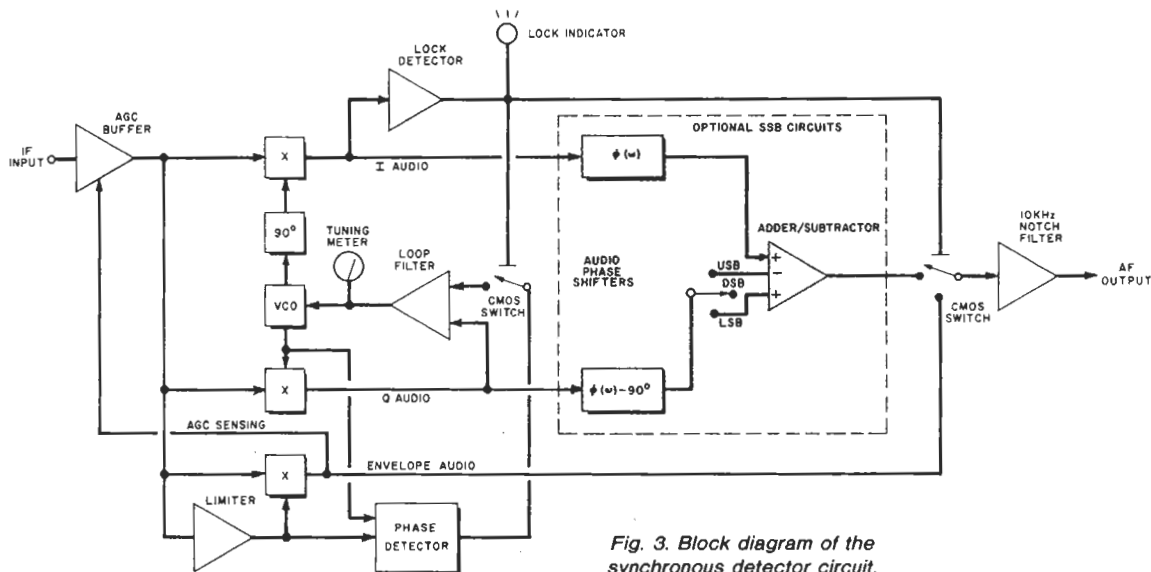 LOCK INDICATOR
LOCK
DETECTOR
AGC
BUFFER
IF
INPUT
OPTIONAL SSB CIRCUITS
X
I AUDIO
ϕ(ω)
90°
TUNING
METER
LOOP
FILTER
VCO
CMOS
SWITCH
AUDIO
PHASE
SHIFTERS
ADDER/SUBTRACTOR
USB
DSB
LSB
+
−
+
10KHz
NOTCH
FILTER
AF
OUTPUT
CMOS
SWITCH
X
Q AUDIO
ϕ(ω)-90°
AGC SENSING
X
ENVELOPE AUDIO
LIMITER
PHASE
DETECTOR
Fig. 3. Block diagram of the
synchronous detector circuit.